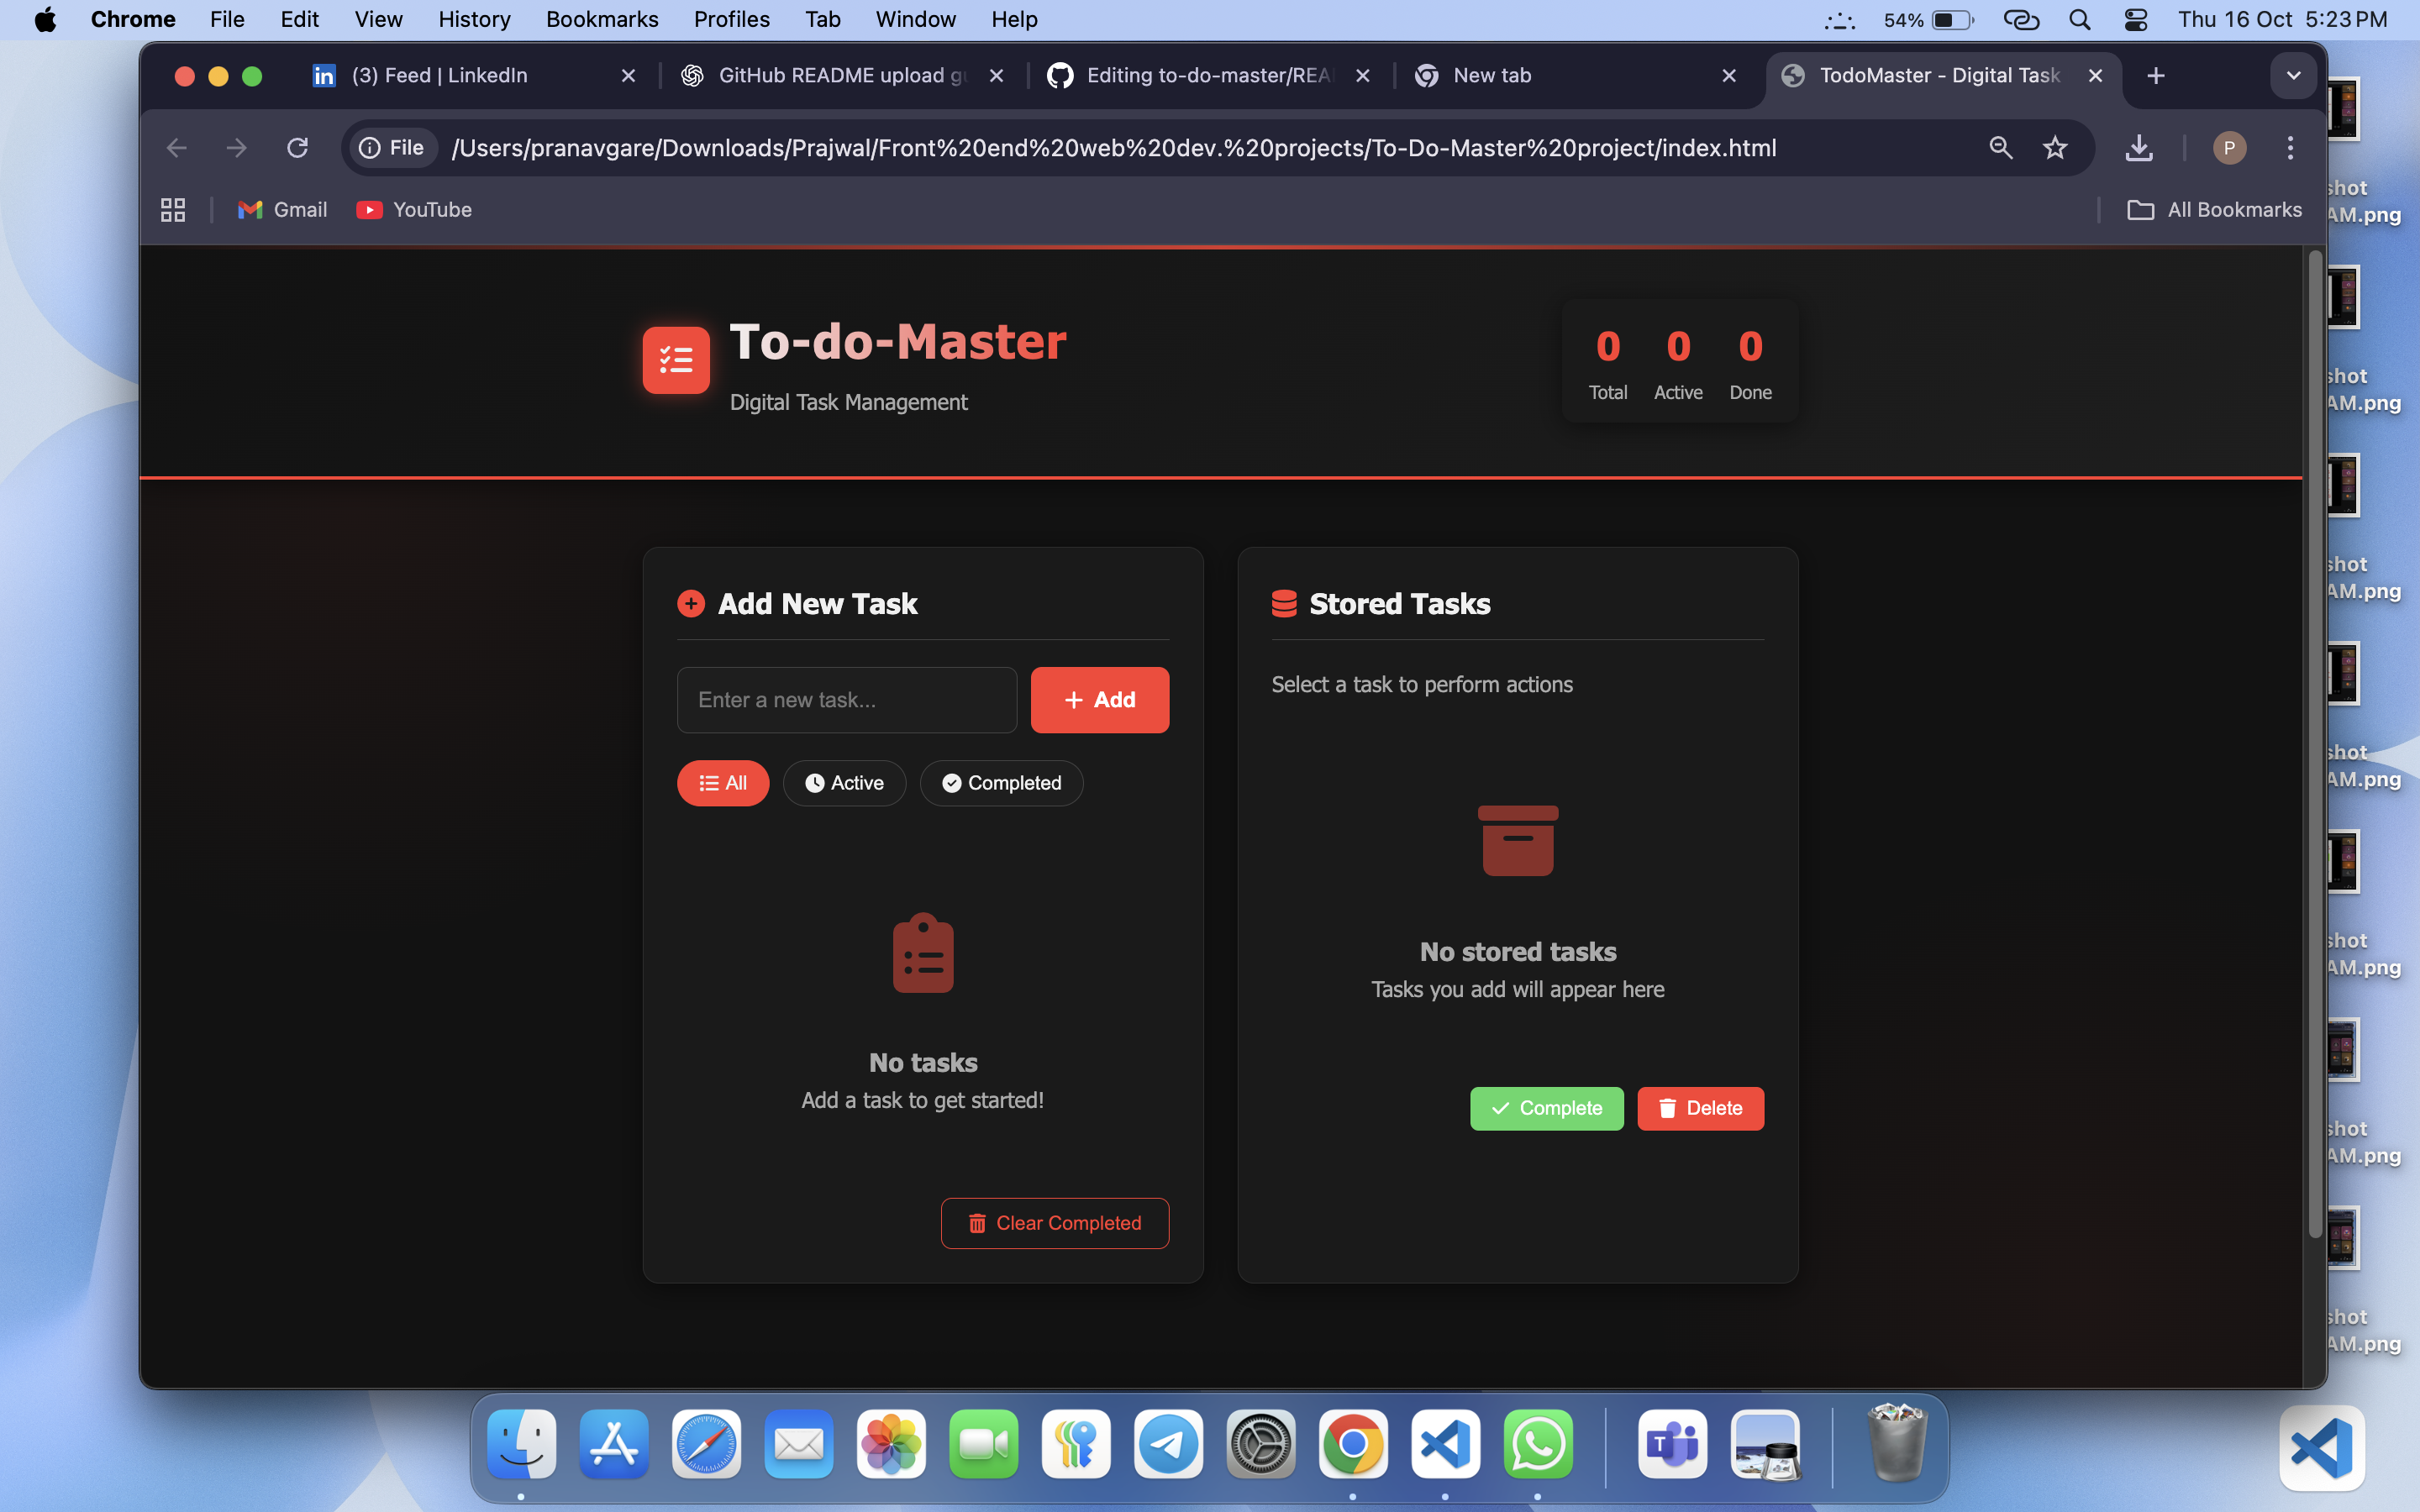 Chrome File Edit View History Bookmarks Profiles Tab Window Help 54% Thu 16 Oct 5:23 PM
in (3) Feed | LinkedIn GitHub README upload Editing to-do-master/REA New tab TodoMaster - Digital Task
File /Users/pranavgare/Downloads/Prajwal/Front%20end%20web%20dev.%20projects/To-Do-Master%20project/index.html P
Gmail YouTube All Bookmarks
To-do-Master
Digital Task Management
0 0 0
Total Active Done
Add New Task
Enter a new task...
Add
All Active Completed
No tasks
Add a task to get started!
Clear Completed
Stored Tasks
Select a task to perform actions
No stored tasks
Tasks you add will appear here
Complete Delete
shot
AM.png
shot
AM.png
shot
AM.png
shot
AM.png
shot
AM.png
shot
AM.png
shot
AM.png
T